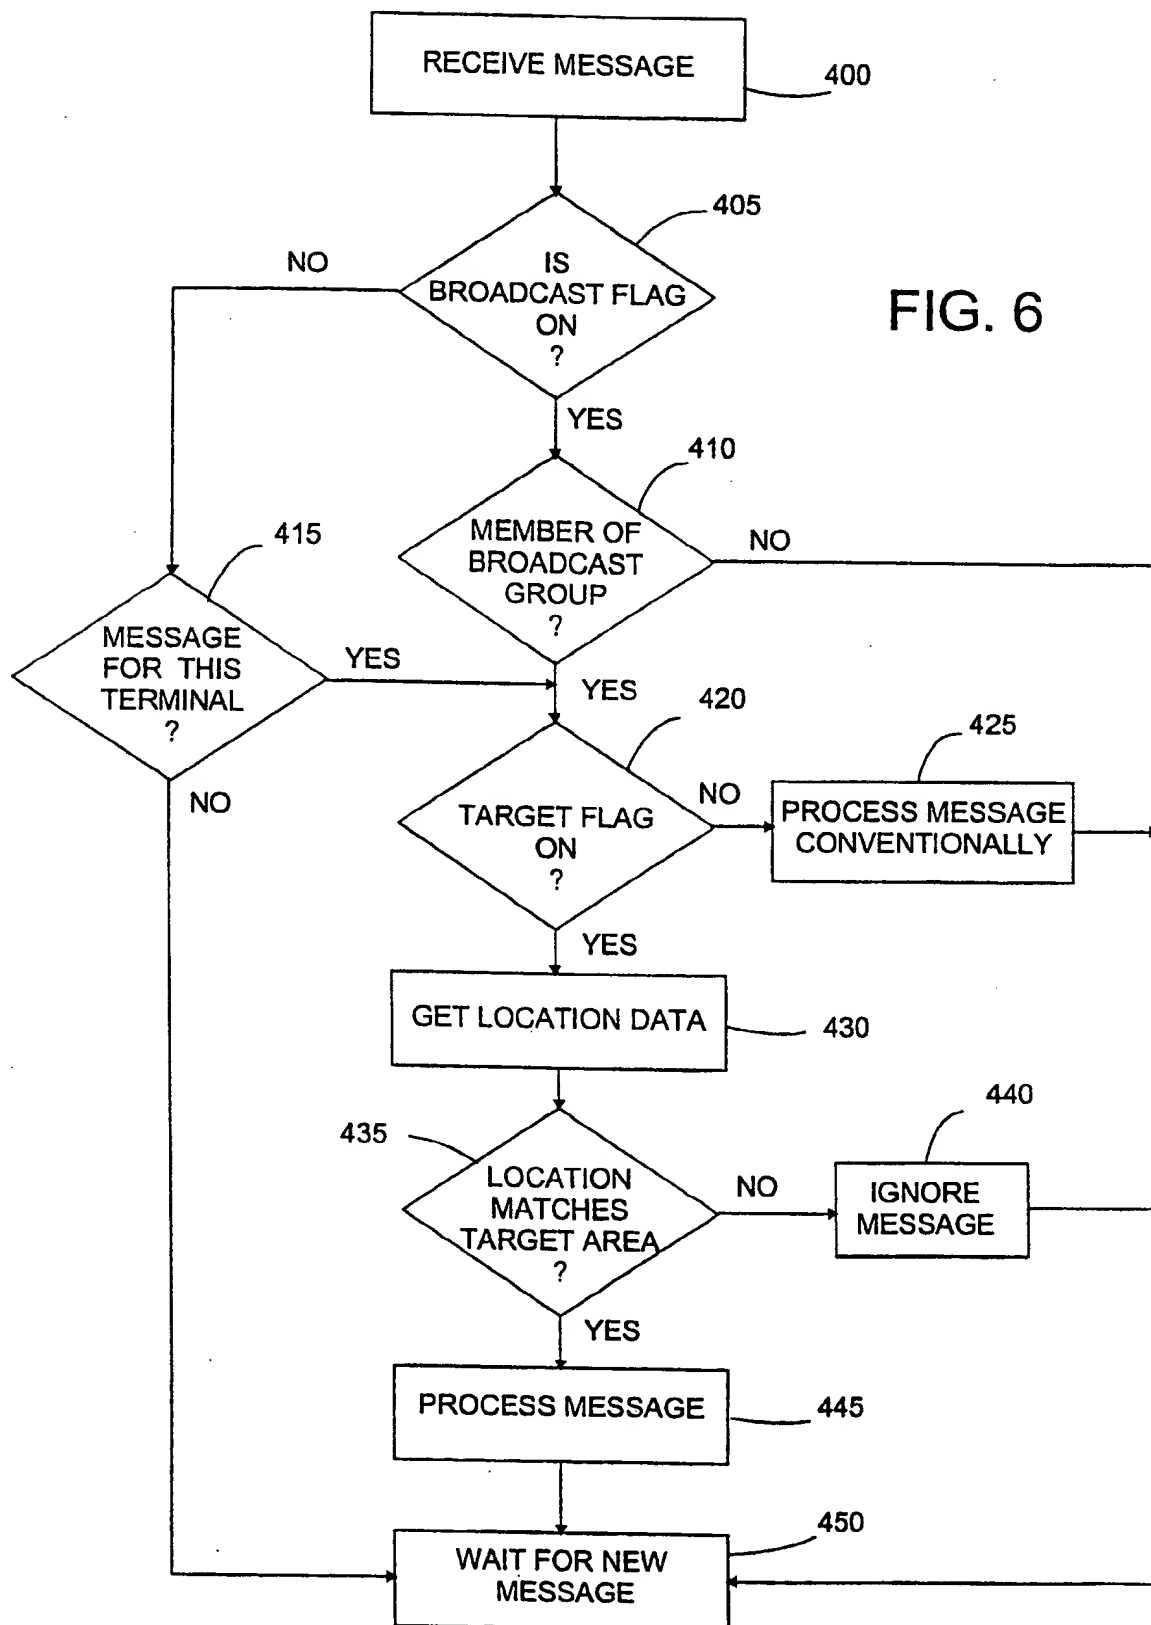 RECEIVE MESSAGE
400
405
NO
IS
BROADCAST FLAG
ON
?
FIG. 6
YES
410
MEMBER OF
BROADCAST
GROUP
?
NO
415
MESSAGE
FOR THIS
TERMINAL
?
YES
YES
NO
420
TARGET FLAG
ON
?
NO
425
PROCESS MESSAGE
CONVENTIONALLY
YES
GET LOCATION DATA
430
435
LOCATION
MATCHES
TARGET AREA
?
NO
440
IGNORE
MESSAGE
YES
PROCESS MESSAGE
445
450
WAIT FOR NEW
MESSAGE